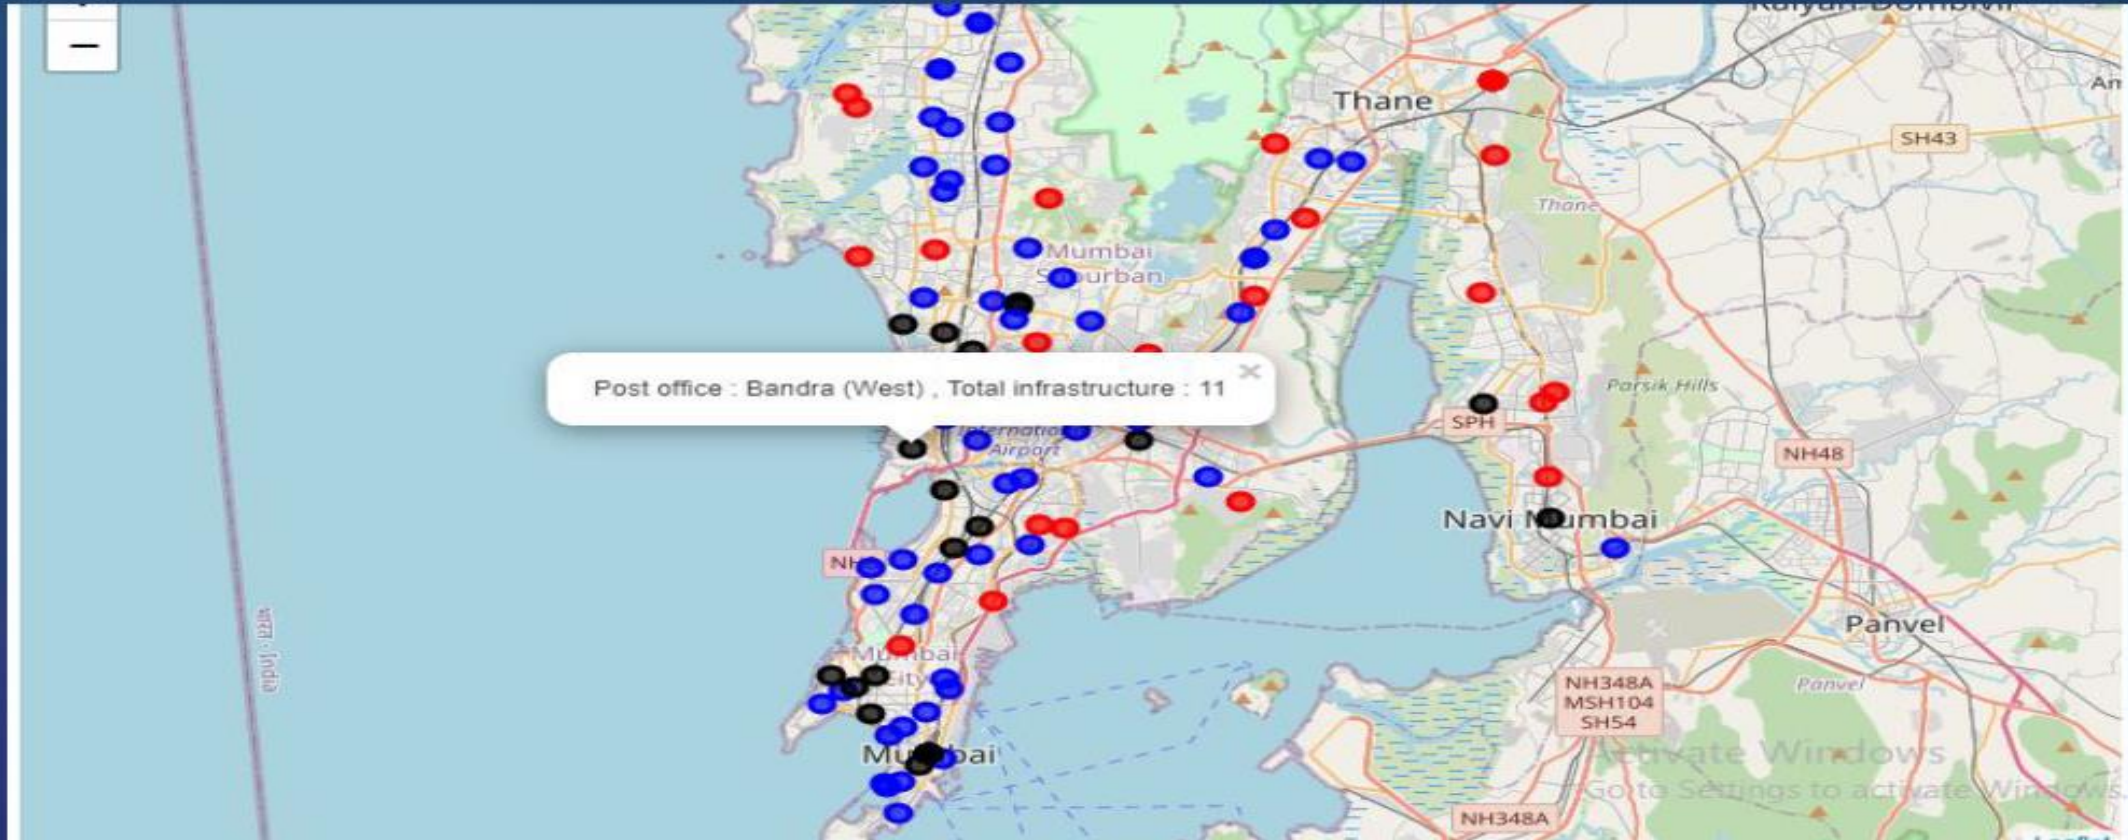 −
Kalyan-Dombivli
Thane
Am
SH43
Thane
Mumbai
Suburban
Post office : Bandra (West) , Total infrastructure : 11
×
Parsik Hills
SPH
Internatio
Airport
NH48
Navi Mumbai
NH
Panvel
Mumbai
City
NH348A
MSH104
SH54
Panvel
Mumbai
Activate Windows
Go to Settings to activate Windows.
NH348A
Leaflet